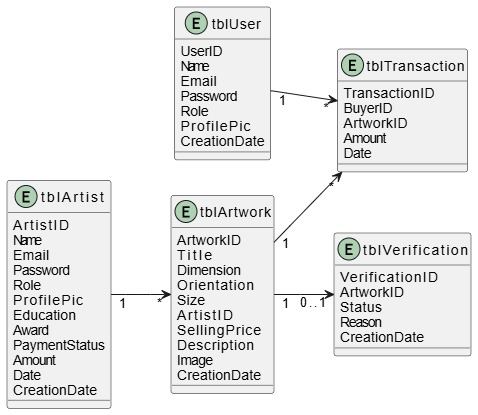 E tblUser
UserID
Name
Email
Password
Role
ProfilePic
CreationDate
E tblTransaction
TransactionID
BuyerID
ArtworkID
Amount
Date
1
*
E tblArtist
ArtistID
Name
Email
Password
Role
ProfilePic
Education
Award
PaymentStatus
Amount
Date
CreationDate
1
*
E tblArtwork
ArtworkID
Title
Dimension
Orientation
Size
ArtistID
SellingPrice
Description
Image
CreationDate
1
*
1
0..1
E tblVerification
VerificationID
ArtworkID
Status
Reason
CreationDate